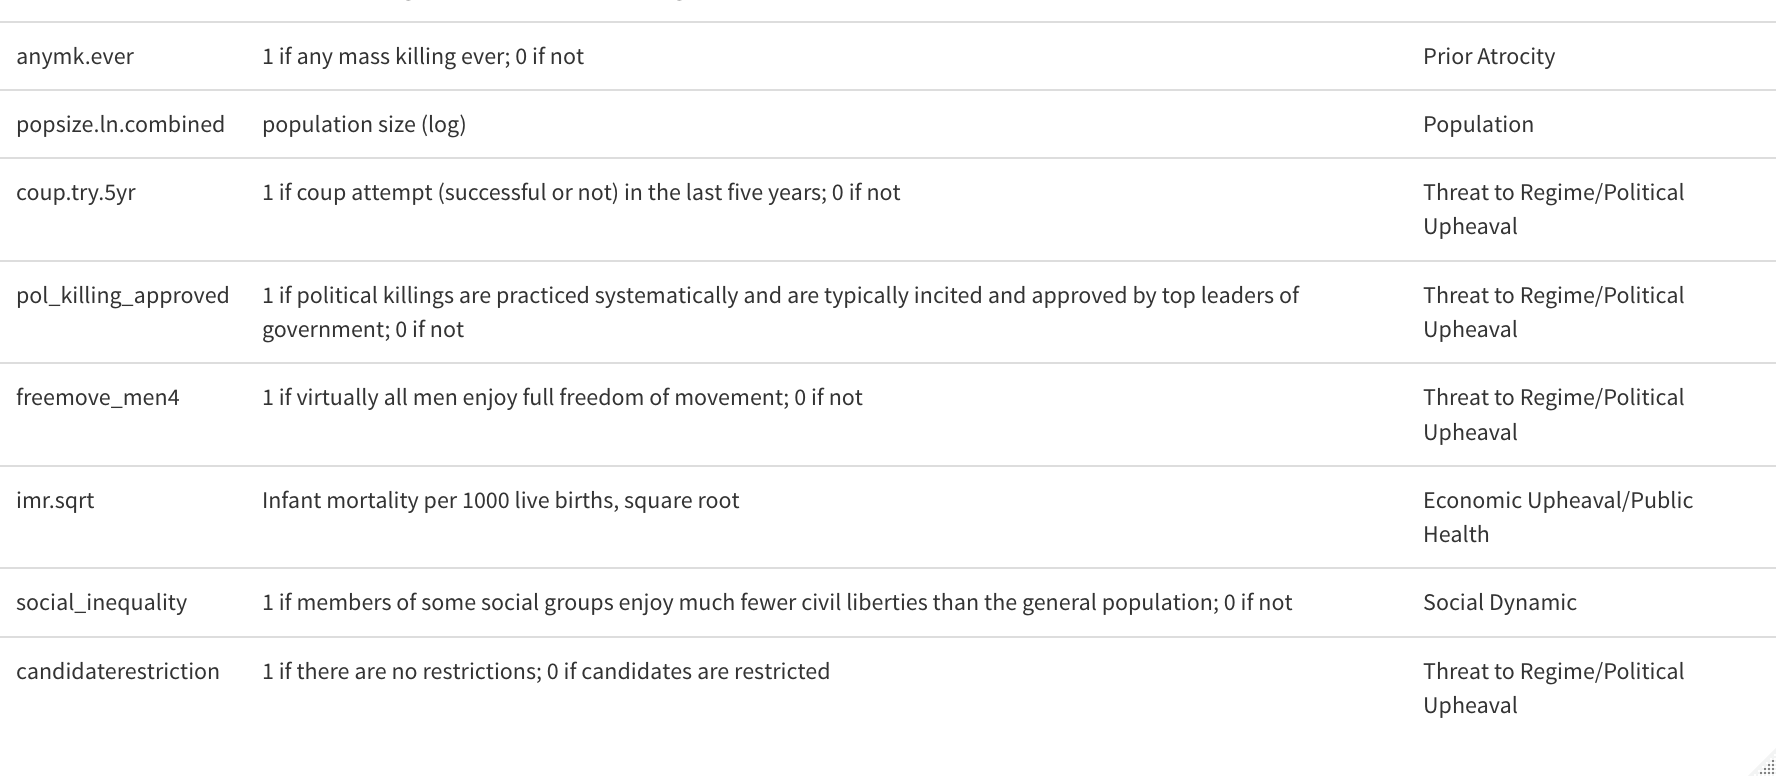 anymk.ever 1 if any mass killing ever; 0 if not Prior Atrocity
popsize.ln.combined population size (log) Population
coup.try.5yr 1 if coup attempt (successful or not) in the last five years; 0 if not Threat to Regime/Political
Upheaval
pol_killing_approved 1 if political killings are practiced systematically and are typically incited and approved by top leaders of Threat to Regime/Political
government; 0 if not Upheaval
freemove_men4 1 if virtually all men enjoy full freedom of movement; 0 if not Threat to Regime/Political
Upheaval
imr.sqrt Infant mortality per 1000 live births, square root Economic Upheaval/Public
Health
social_inequality 1 if members of some social groups enjoy much fewer civil liberties than the general population; 0 if not Social Dynamic
candidaterestriction 1 if there are no restrictions; 0 if candidates are restricted Threat to Regime/Political
Upheaval